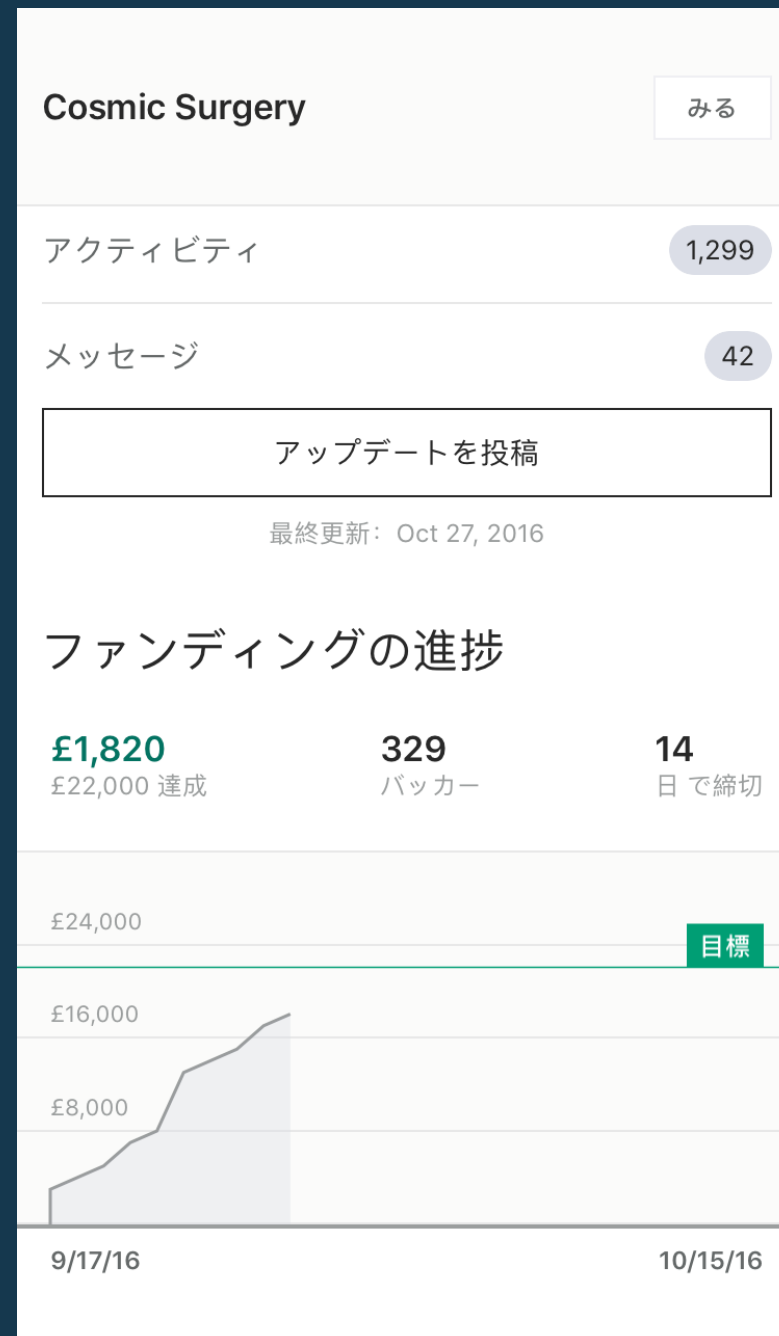 Cosmic Surgery
みる
アクティビティ
1,299
メッセージ
42
アップデートを投稿
最終更新: Oct 27, 2016
ファンディングの進捗
£1,820 329 14
£22,000 達成 バッカー 日 で締切
£24,000
目標
£16,000
£8,000
9/17/16 10/15/16